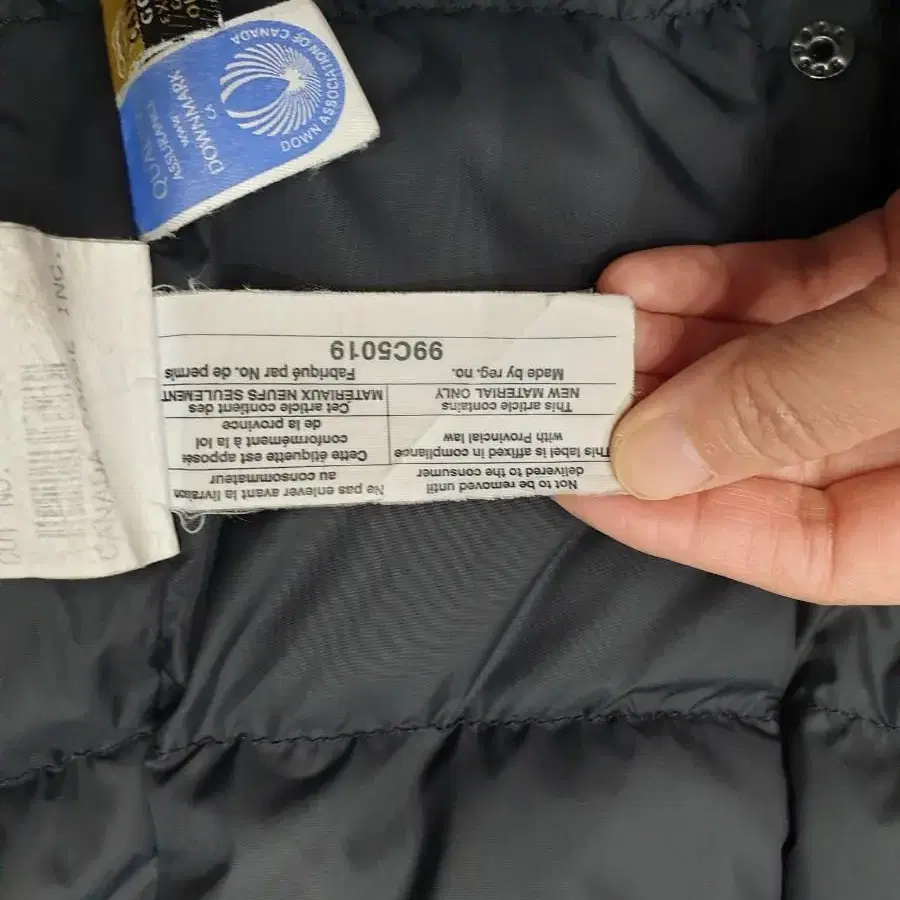 DOWN ASSOCIATION OF CANADA
DOWNMARK
www.
CUT NO.
INC.
CANADA
Not to be removed until
delivered to the consumer
Ne pas enlever avant la livraison
au consommateur
This label is affixed in compliance
with Provincial law
Cette étiquette est apposée
conformément à la loi
de la province
This article contains
NEW MATERIAL ONLY
Cet article contient des
MATÉRIAUX NEUFS SEULEMENT
Made by reg. no.
Fabriqué par No. de permis
99C5019